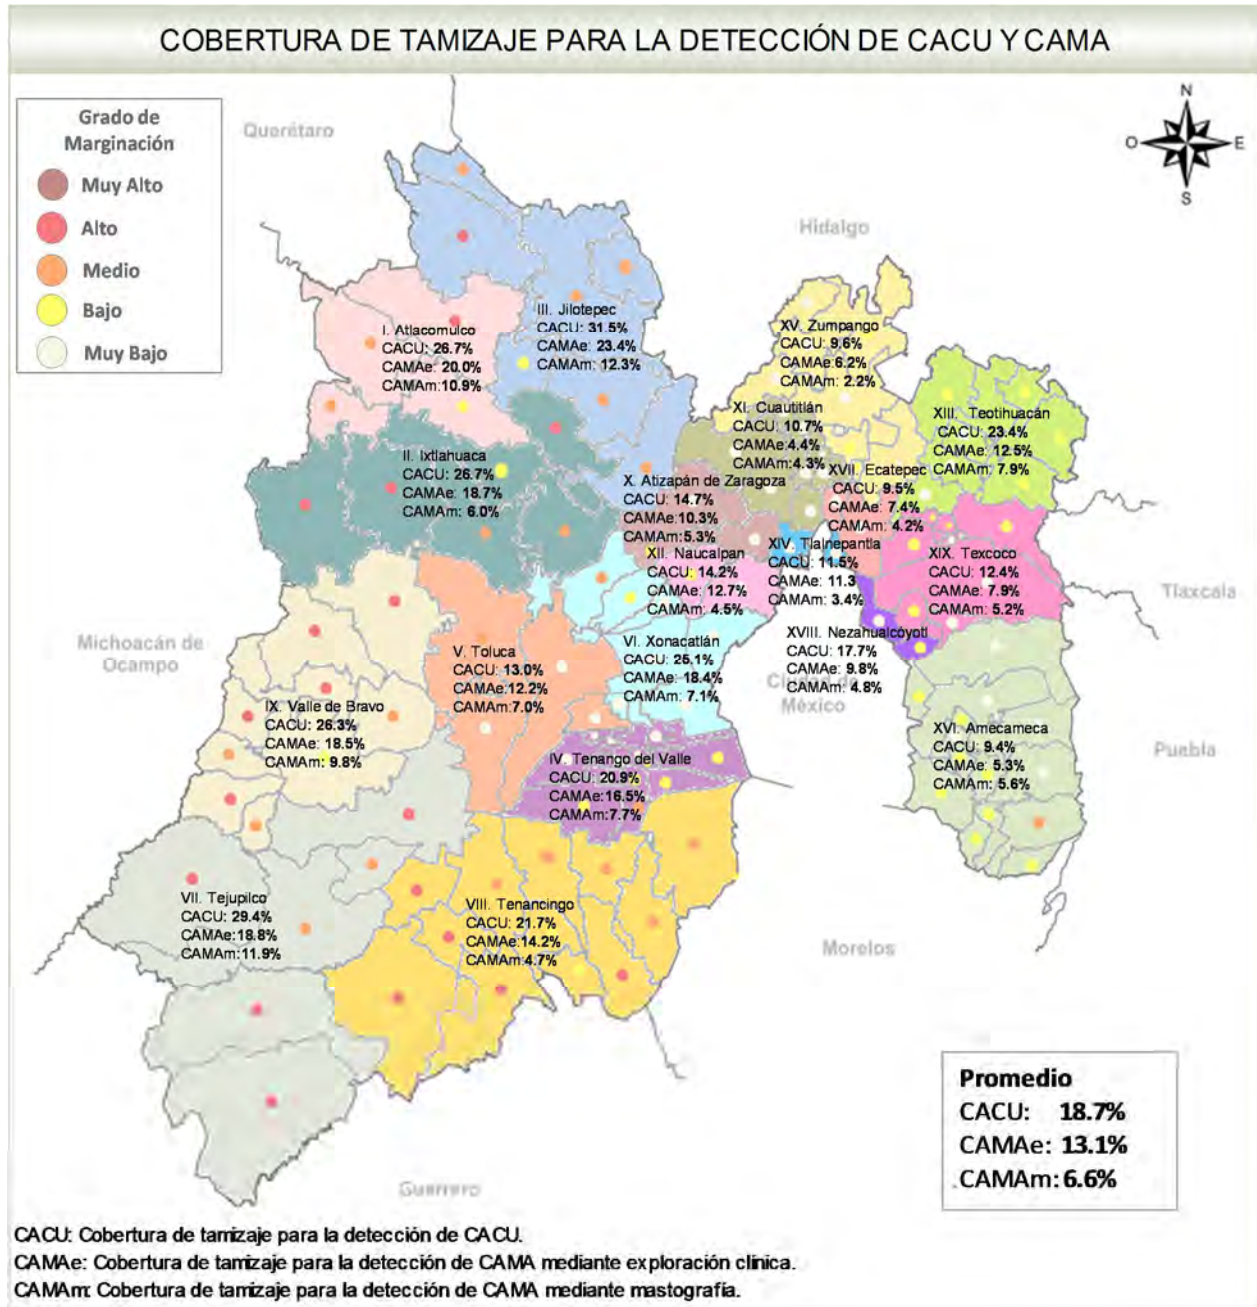 COBERTURA DE TAMIZAJE PARA LA DETECCIÓN DE CACU Y CAMA
Grado de
Marginación
Muy Alto
Alto
Medio
Bajo
Muy Bajo
Querétaro
N
O
E
S
Hidalgo
III. Jilotepec
CACU: 31.5%
CAMAe: 23.4%
CAMAm: 12.3%
I. Atlacomulco
CACU: 26.7%
CAMAe: 20.0%
CAMAm:10.9%
XV. Zumpango
CACU: 9.6%
CAMAe:6.2%
CAMAm: 2.2%
XI. Cuautitlán
CACU: 10.7%
CAMAe:4.4%
CAMAm:4.3%
XIII. Teotihuacán
CACU: 23.4%
CAMAe: 12.5%
CAMAm: 7.9%
II. Ixtlahuaca
CACU: 26.7%
CAMAe: 18.7%
CAMAm: 6.0%
X. Atizapán de Zaragoza
CACU: 14.7%
CAMAe:10.3%
CAMAm:5.3%
XVII. Ecatepec
CACU: 9.5%
CAMAe: 7.4%
CAMAm: 4.2%
XII. Naucalpan
CACU: 14.2%
CAMAe: 12.7%
CAMAm: 4.5%
XIV. Tlalnepantla
CACU: 11.5%
CAMAe: 11.3
CAMAm: 3.4%
XIX. Texcoco
CACU: 12.4%
CAMAe: 7.9%
CAMAm: 5.2%
Tlaxcala
Michoacán de
Ocampo
V. Toluca
CACU: 13.0%
CAMAe:12.2%
CAMAm:7.0%
VI. Xonacatlán
CACU: 25.1%
CAMAe: 18.4%
CAMAm: 7.1%
XVIII. Nezahualcóyotl
CACU: 17.7%
CAMAe: 9.8%
CAMAm: 4.8%
Ciudad de
México
IX. Valle de Bravo
CACU: 26.3%
CAMAe: 18.5%
CAMAm: 9.8%
XVI. Amecameca
CACU: 9.4%
CAMAe: 5.3%
CAMAm: 5.6%
Puebla
IV. Tenango del Valle
CACU: 20.9%
CAMAe:16.5%
CAMAm:7.7%
VII. Tejupilco
CACU: 29.4%
CAMAe:18.8%
CAMAm:11.9%
VIII. Tenancingo
CACU: 21.7%
CAMAe:14.2%
CAMAm:4.7%
Morelos
Guerrero
Promedio
CACU: 18.7%
CAMAe: 13.1%
CAMAm: 6.6%
CACU: Cobertura de tamizaje para la detección de CACU.
CAMAe: Cobertura de tamizaje para la detección de CAMA mediante exploración clínica.
CAMAm: Cobertura de tamizaje para la detección de CAMA mediante mastografía.